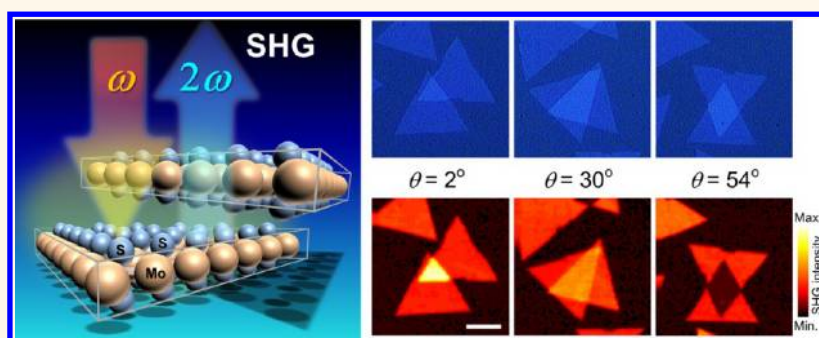 SHG
ω
2ω
S
S
Mo
θ = 2°
θ = 30°
θ = 54°
Max.
SHG intensity
Min.